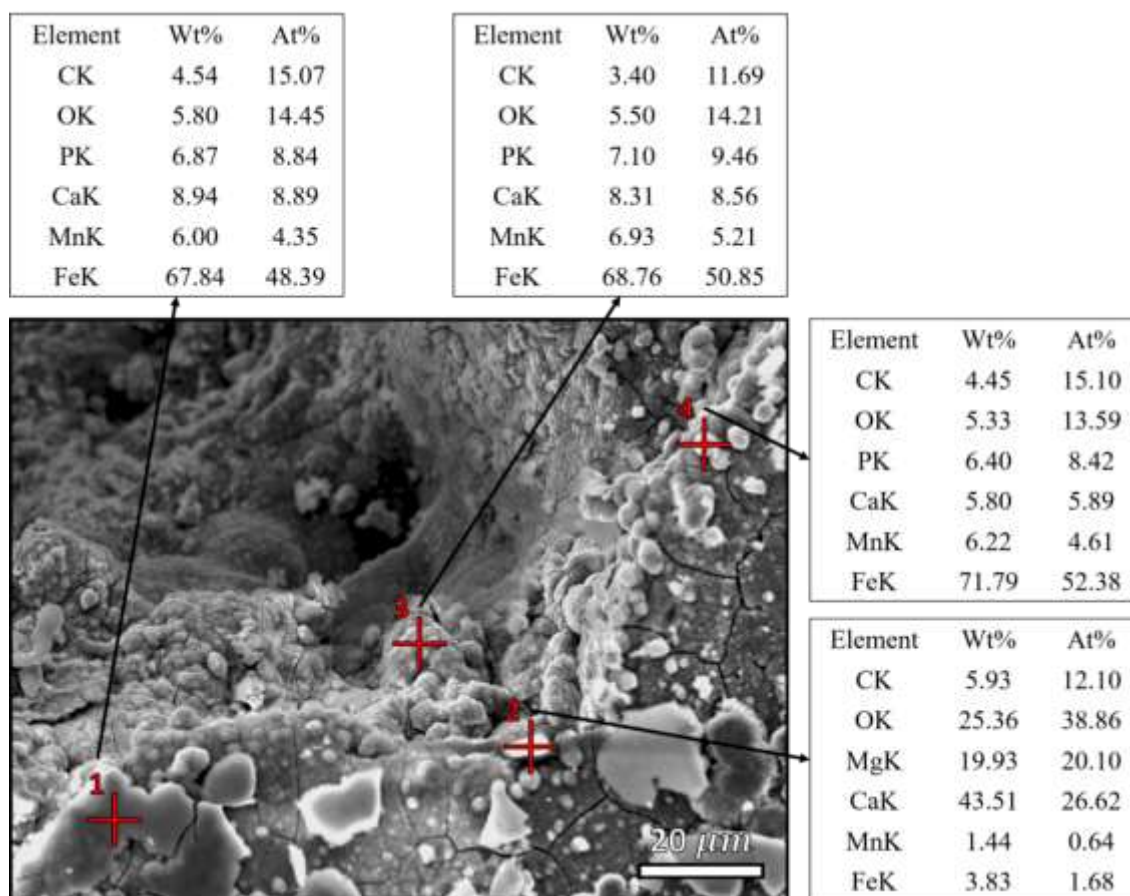 Element Wt% At%
CK 4.54 15.07
OK 5.80 14.45
PK 6.87 8.84
CaK 8.94 8.89
MnK 6.00 4.35
FeK 67.84 48.39
Element Wt% At%
CK 3.40 11.69
OK 5.50 14.21
PK 7.10 9.46
CaK 8.31 8.56
MnK 6.93 5.21
FeK 68.76 50.85
Element Wt% At%
CK 4.45 15.10
OK 5.33 13.59
PK 6.40 8.42
CaK 5.80 5.89
MnK 6.22 4.61
FeK 71.79 52.38
Element Wt% At%
CK 5.93 12.10
OK 25.36 38.86
MgK 19.93 20.10
CaK 43.51 26.62
MnK 1.44 0.64
FeK 3.83 1.68
4
3
2
1
20 μm